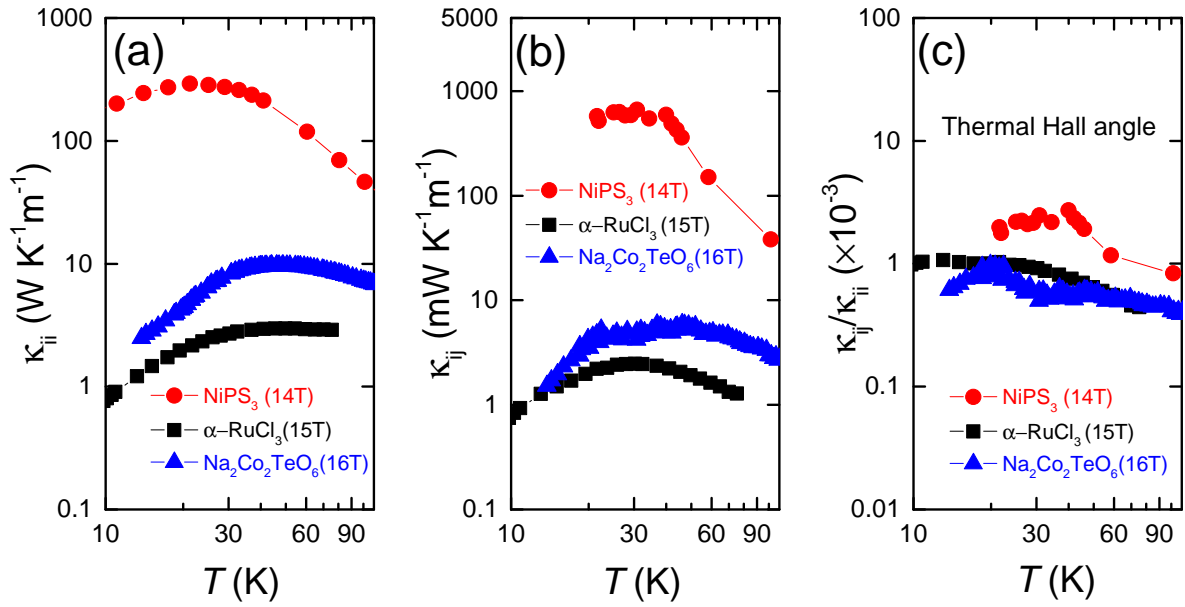 (a)
1000
100
10
1
0.1
κii (W K-1m-1)
NiPS3 (14T)
α−RuCl3(15T)
Na2Co2TeO6(16T)
10 30 60 90
T (K)
(b)
5000
1000
100
10
1
0.1
κij (mW K-1m-1)
NiPS3 (14T)
α−RuCl3(15T)
Na2Co2TeO6(16T)
10 30 60 90
T (K)
(c)
100
10
1
0.1
0.01
κij/κii (×10-3)
Thermal Hall angle
NiPS3 (14T)
α−RuCl3(15T)
Na2Co2TeO6(16T)
10 30 60 90
T (K)